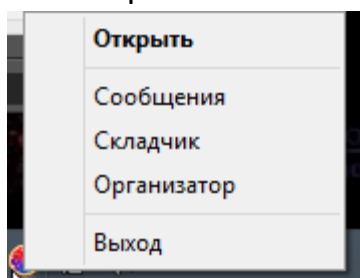 Открыть
Сообщения
Складчик
Организатор
Выход